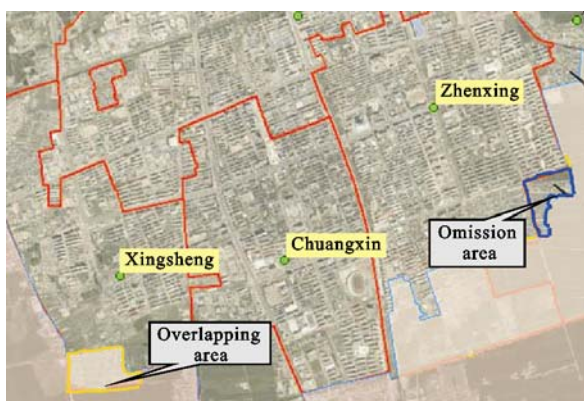 Zhenxing
Omission
area
Chuangxin
Xingsheng
Overlapping
area